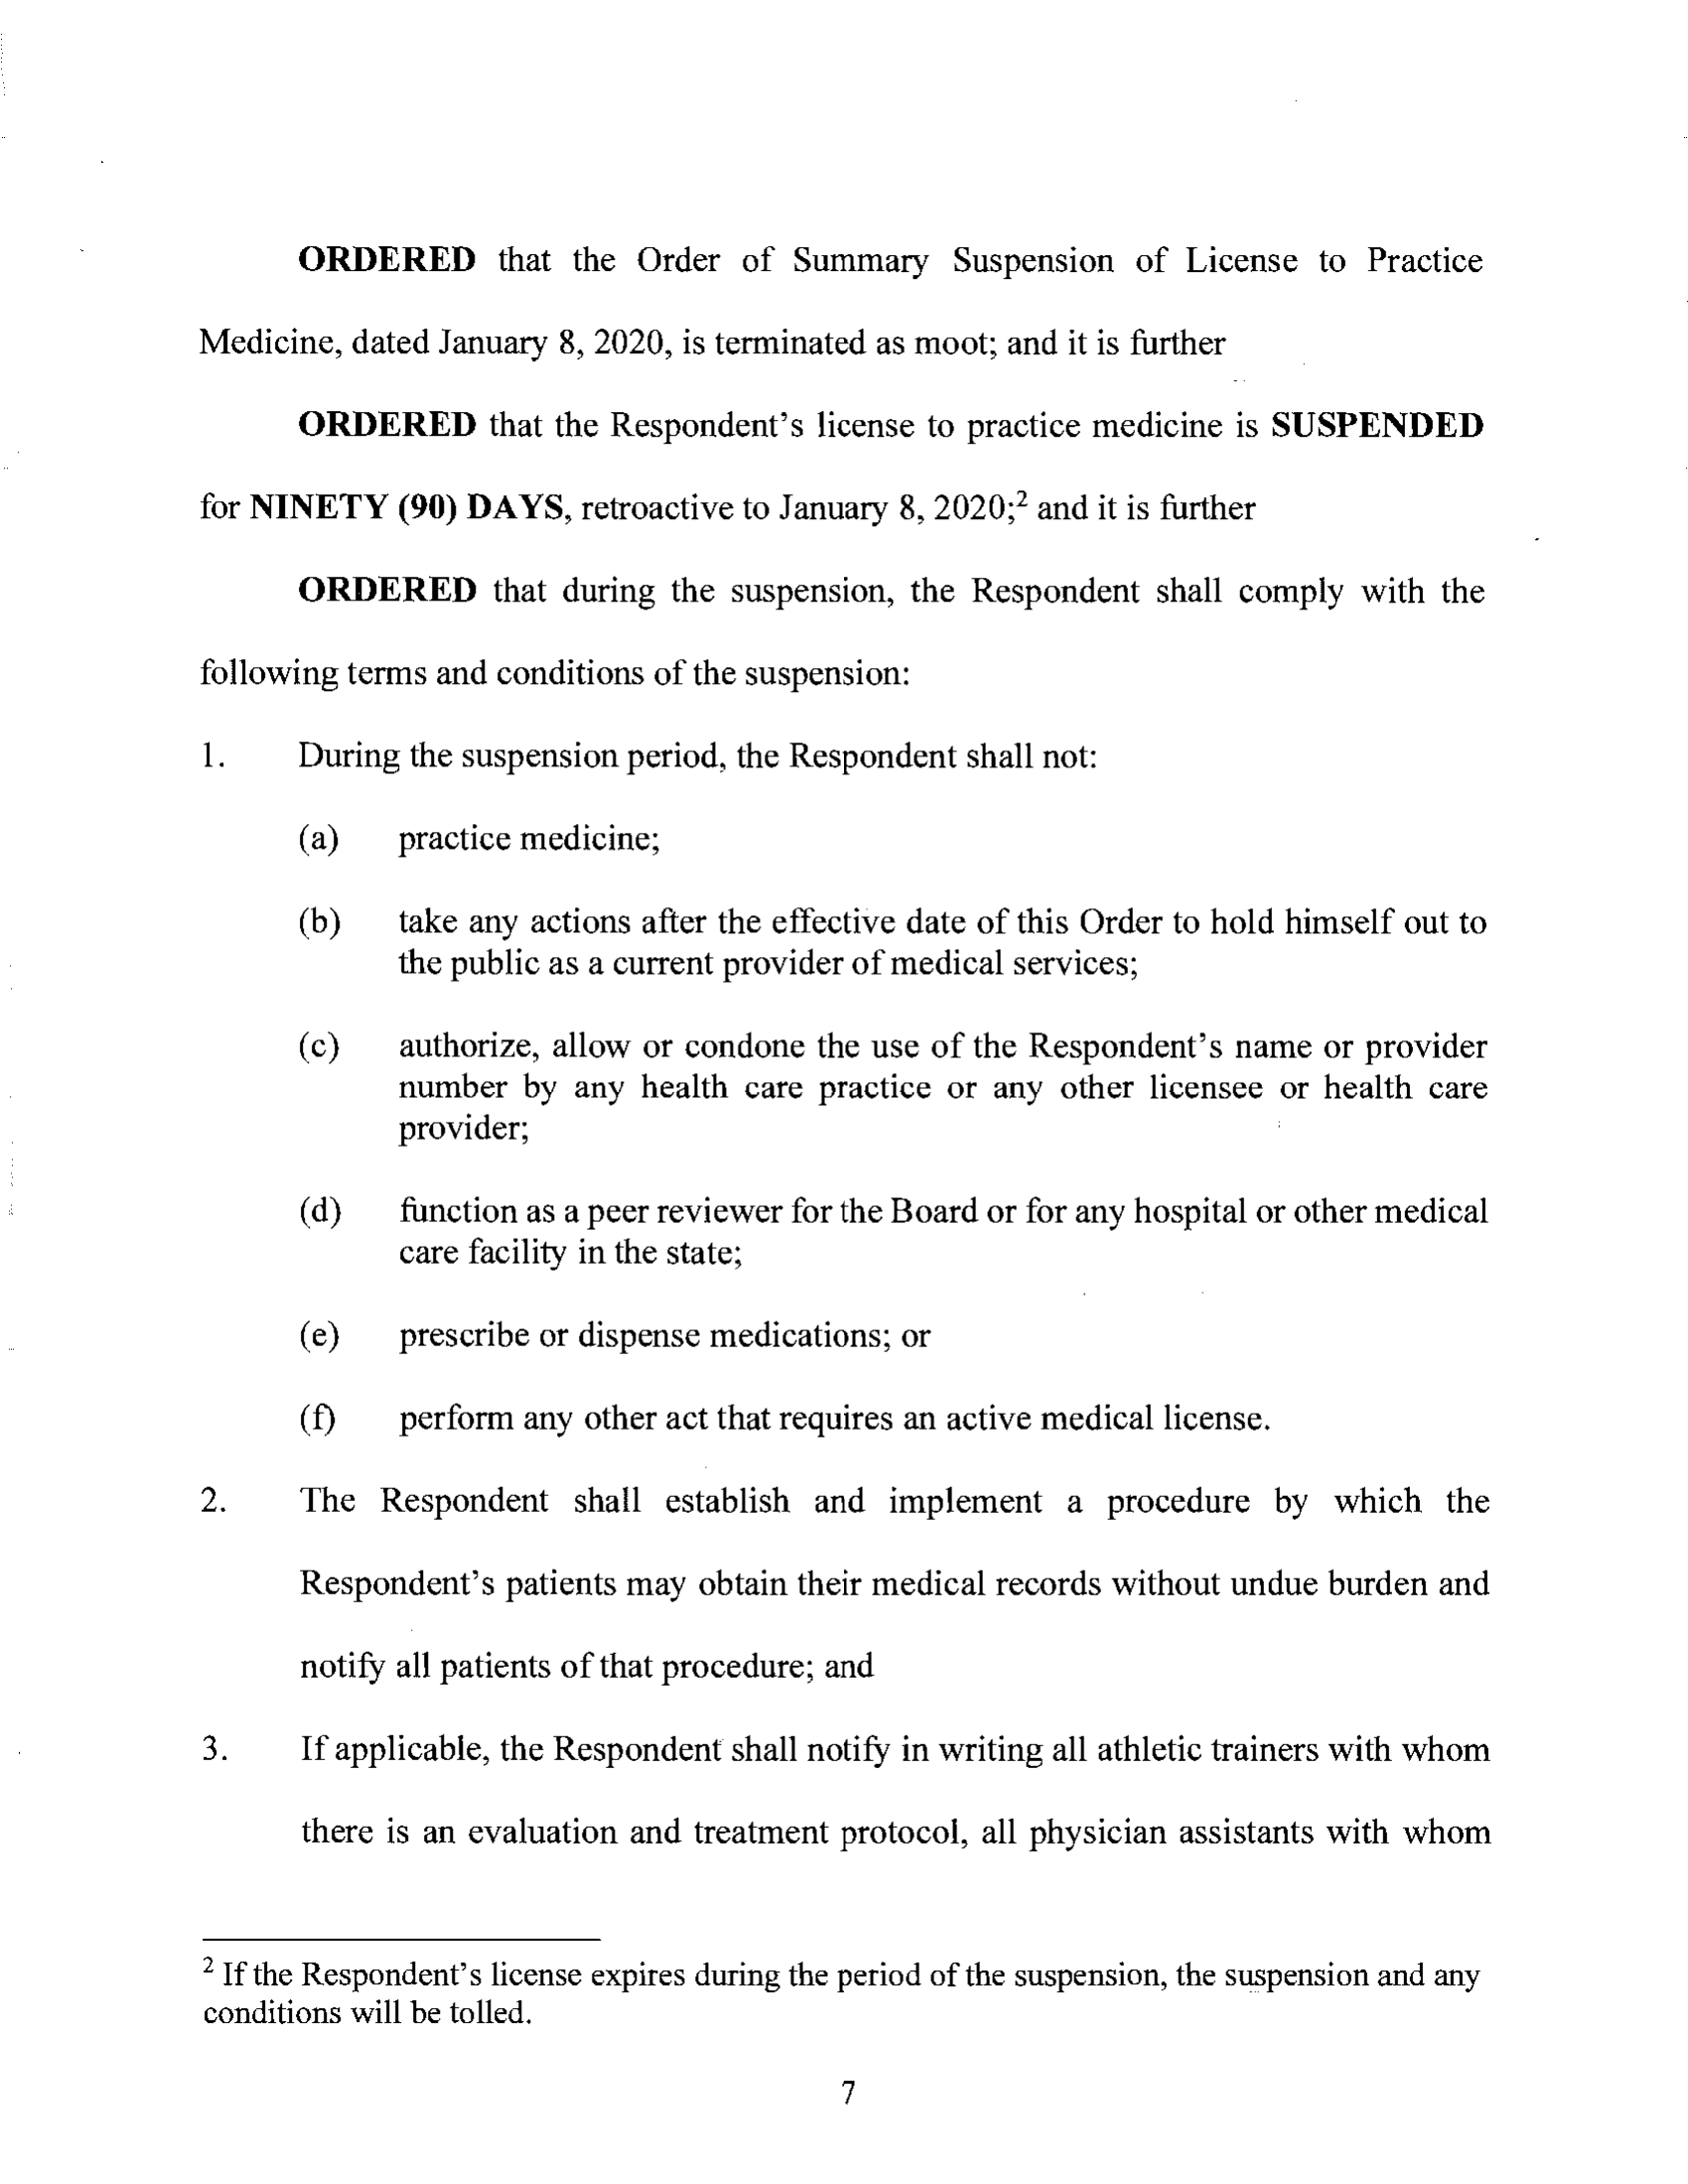 ORDERED that the Order of Summary Suspension of License to Practice
Medicine, dated January 8, 2020, is terminated as moot; and it is further
ORDERED that the Respondent's license to practice medicine is SUSPENDED
for NINETY (90) DAYS, retroactive to January 8, 2020;² and it is further
ORDERED that during the suspension, the Respondent shall comply with the
following terms and conditions of the suspension:
1. During the suspension period, the Respondent shall not:
(a) practice medicine;
(b) take any actions after the effective date of this Order to hold himself out to
the public as a current provider of medical services;
(c) authorize, allow or condone the use of the Respondent's name or provider
number by any health care practice or any other licensee or health care
provider;
(d) function as a peer reviewer for the Board or for any hospital or other medical
care facility in the state;
(e) prescribe or dispense medications; or
(f) perform any other act that requires an active medical license.
2. The Respondent shall establish and implement a procedure by which the
Respondent's patients may obtain their medical records without undue burden and
notify all patients of that procedure; and
3. If applicable, the Respondent shall notify in writing all athletic trainers with whom
there is an evaluation and treatment protocol, all physician assistants with whom
² If the Respondent's license expires during the period of the suspension, the suspension and any
conditions will be tolled.
7